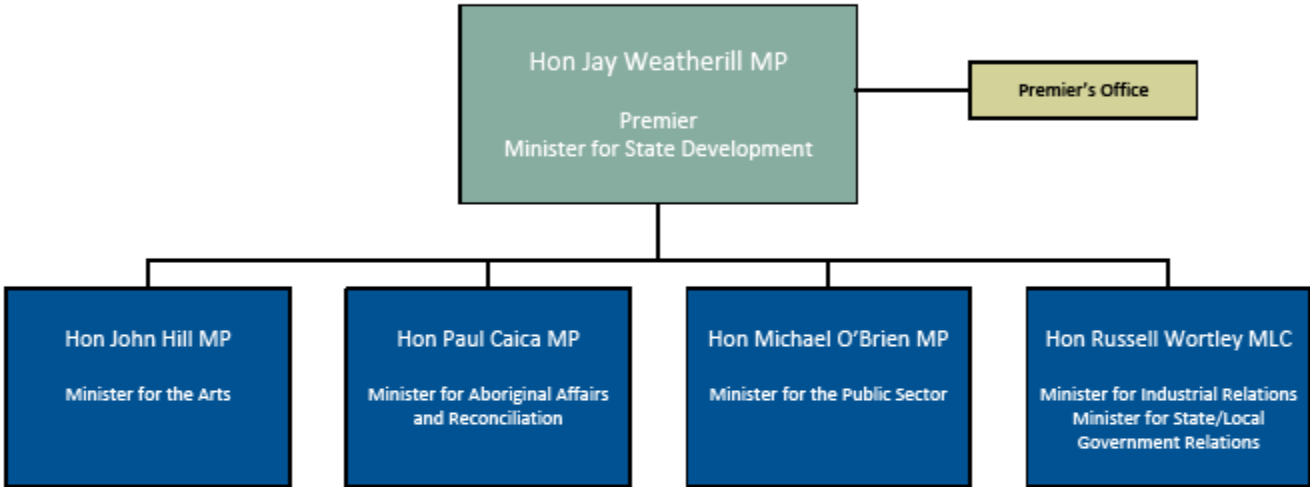 Hon Jay Weatherill MP
Premier
Minister for State Development
Premier's Office
Hon John Hill MP
Minister for the Arts
Hon Paul Caica MP
Minister for Aboriginal Affairs
and Reconciliation
Hon Michael O'Brien MP
Minister for the Public Sector
Hon Russell Wortley MLC
Minister for Industrial Relations
Minister for State/Local
Government Relations